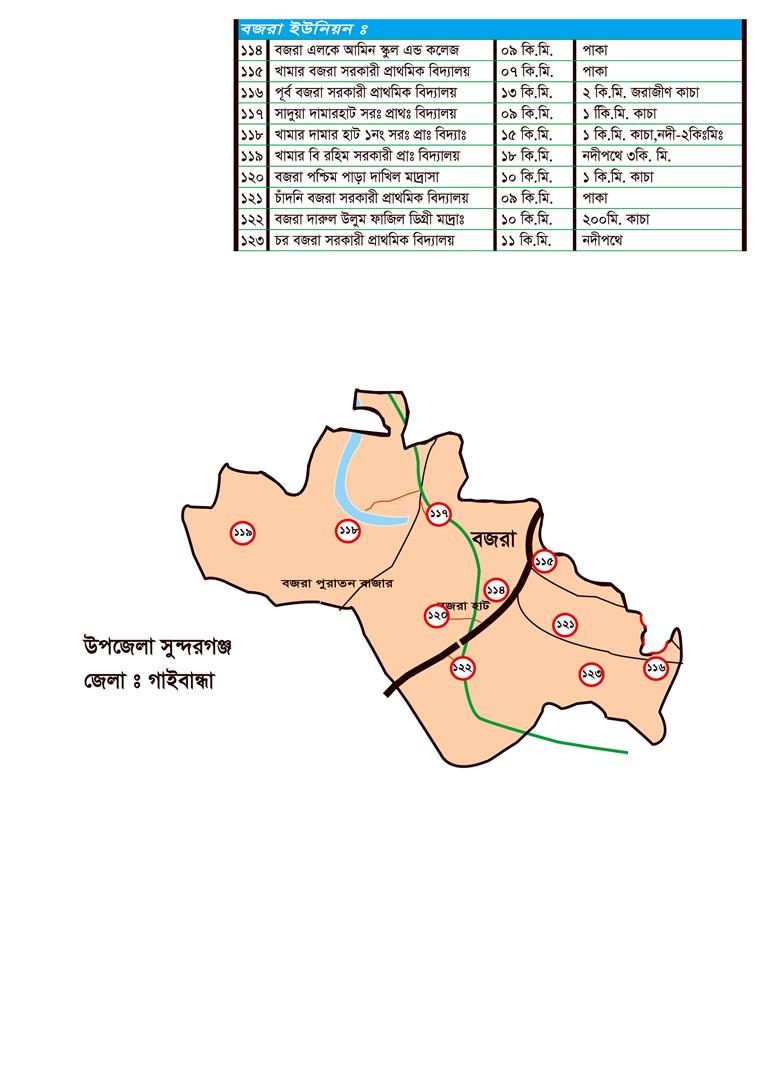 বজরা ইউনিয়ন ঃ
১১৪ বজরা এলকে আমিন স্কুল এন্ড কলেজ ০৯ কি.মি. পাকা
১১৫ খামার বজরা সরকারী প্রাথমিক বিদ্যালয় ০৭ কি.মি. পাকা
১১৬ পূর্ব বজরা সরকারী প্রাথমিক বিদ্যালয় ১৩ কি.মি. ২ কি.মি. জরাজীণ কাচা
১১৭ সাদুয়া দামারহাট সরঃ প্রাথঃ বিদ্যালয় ০৯ কি.মি. ১ কি.মি. কাচা
১১৮ খামার দামার হাট ১নং সরঃ প্রাঃ বিদ্যাঃ ১৫ কি.মি. ১ কি.মি. কাচা,নদী-২কিঃমিঃ
১১৯ খামার বি রহিম সরকারী প্রাঃ বিদ্যালয় ১৮ কি.মি. নদীপথে ৩কি. মি.
১২০ বজরা পশ্চিম পাড়া দাখিল মাদ্রাসা ১০ কি.মি. ১ কি.মি. কাচা
১২১ চাঁদনি বজরা সরকারী প্রাথমিক বিদ্যালয় ০৯ কি.মি. পাকা
১২২ বজরা দারুল উলুম ফাজিল ডিগ্রী মাদ্রাঃ ১০ কি.মি. ২০০মি. কাচা
১২৩ চর বজরা সরকারী প্রাথমিক বিদ্যালয় ১১ কি.মি. নদীপথে
১১৭
১১৯
১১৮
বজরা
১১৫
বজরা পুরাতন বাজার
১১৪
বজরা হাট
১২০
১২১
উপজেলা সুন্দরগঞ্জ
১২২
১২৩
১১৬
জেলা ঃ গাইবান্ধা